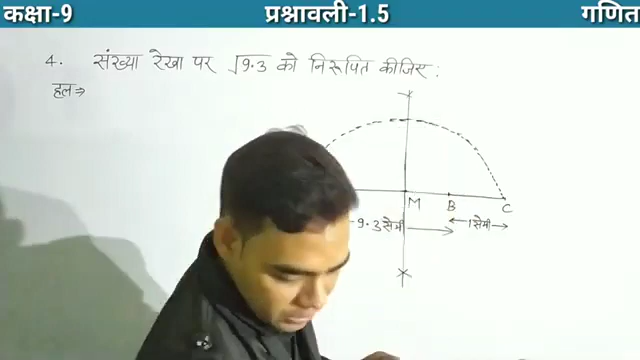 कक्षा-9 प्रश्नावली-1.5 गणित
4. संख्या रेखा पर √9.3 को निरूपित कीजिए:
हल⇒
M B C
9.3 सेमी 1 सेमी